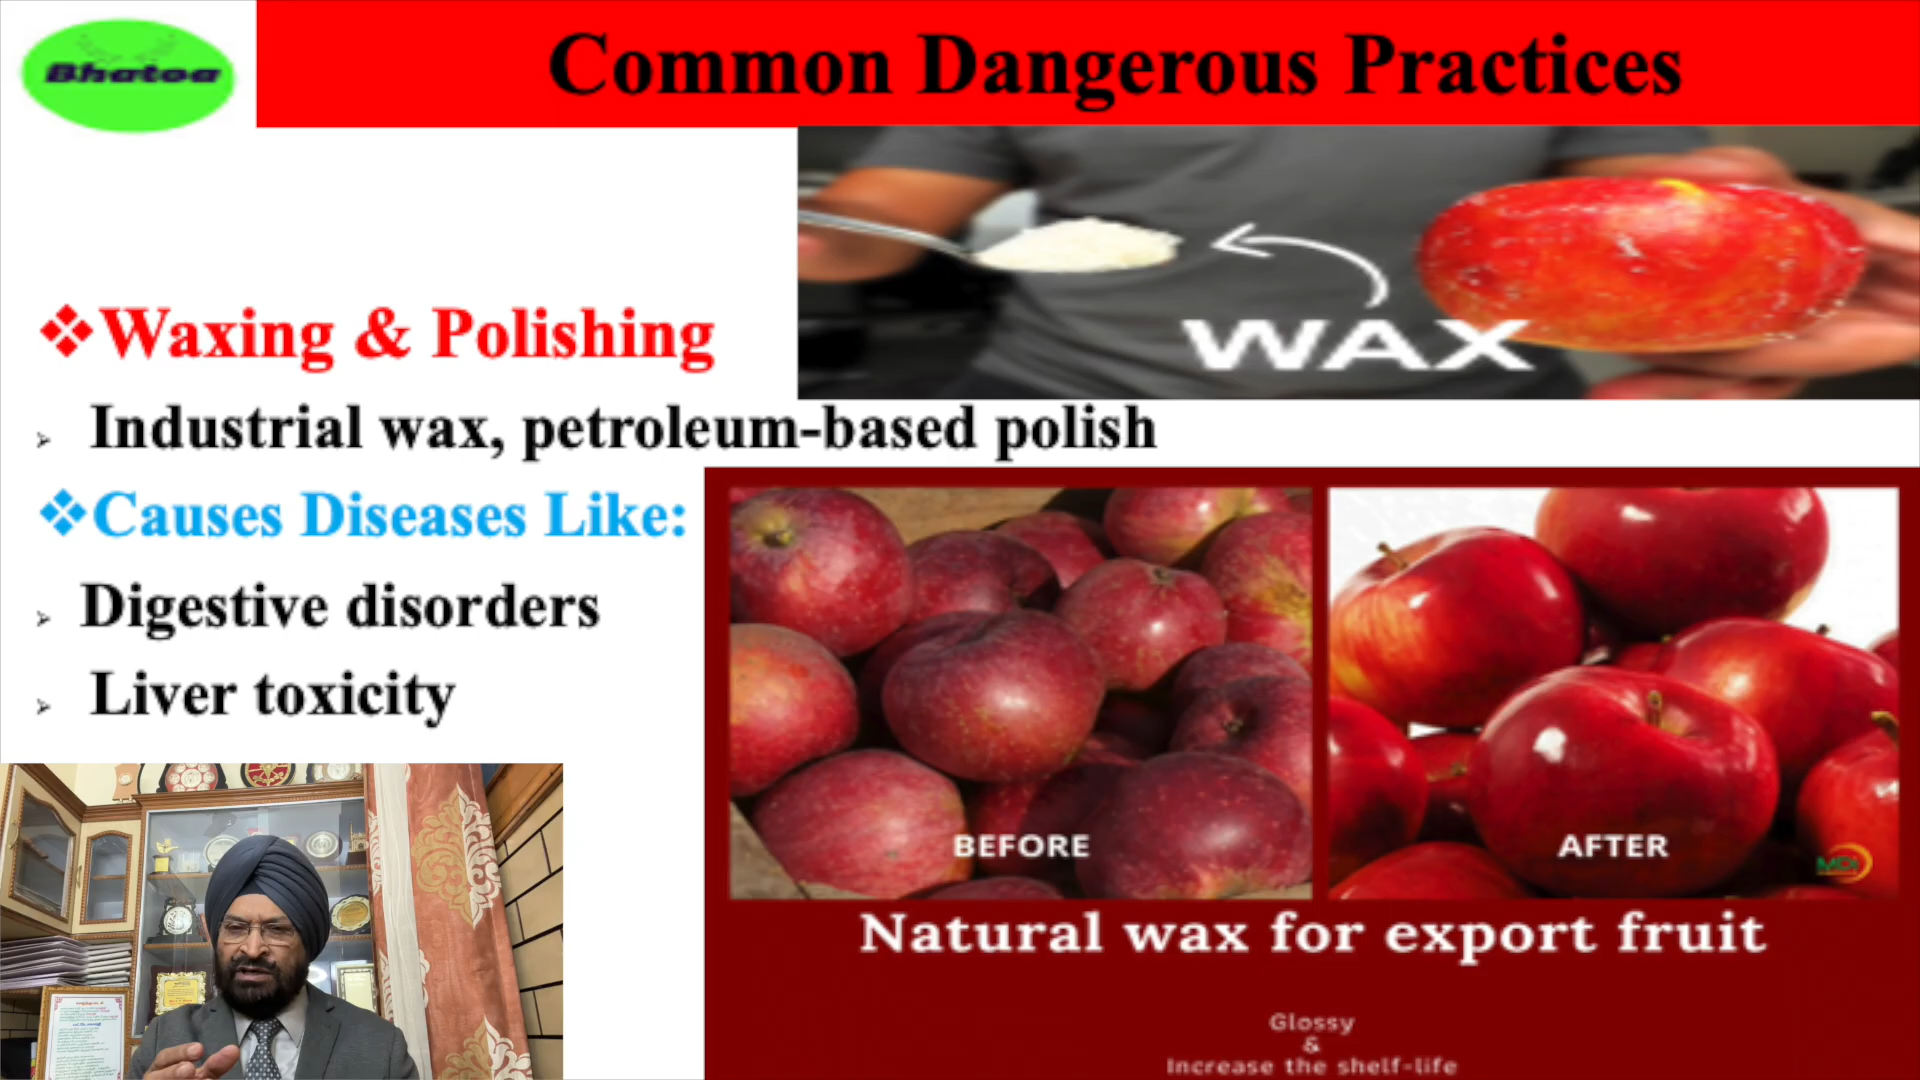 Bhatoa
Common Dangerous Practices
WAX
❖Waxing & Polishing
➢ Industrial wax, petroleum-based polish
❖Causes Diseases Like:
➢ Digestive disorders
➢ Liver toxicity
BEFORE
AFTER
Natural wax for export fruit
Glossy
&
Increase the shelf-life